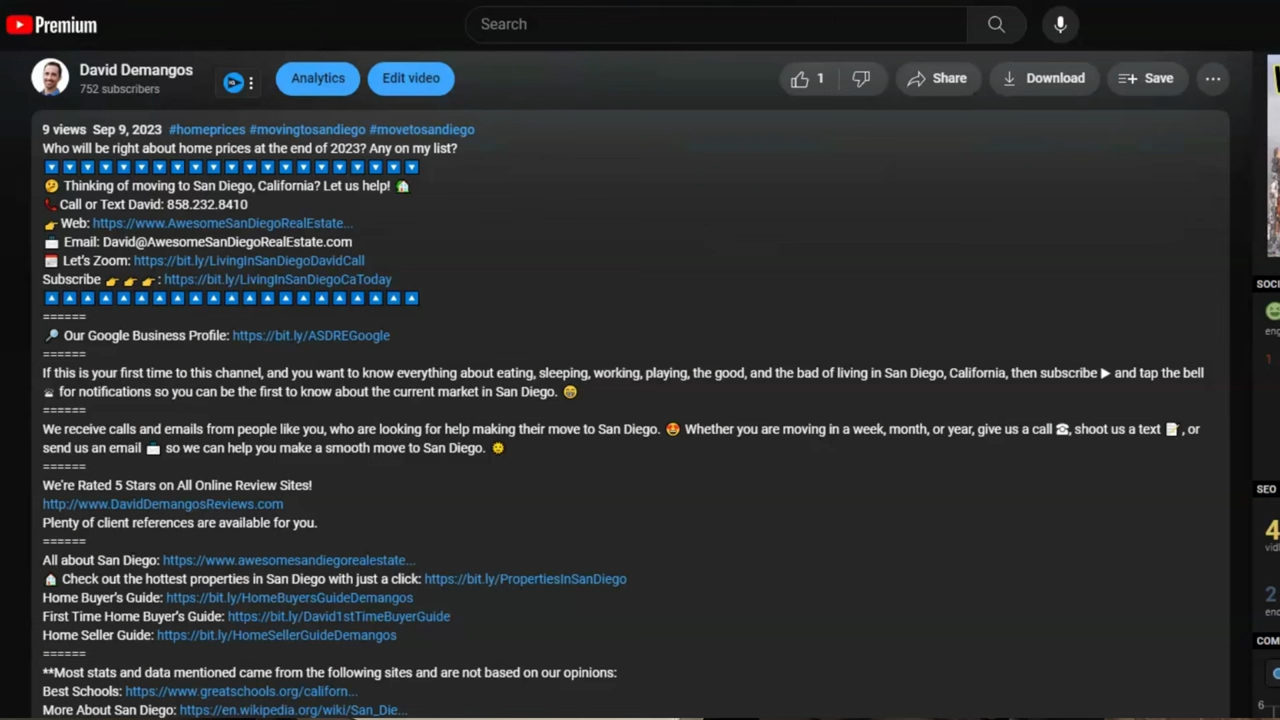 Premium
Search
David Demangos
752 subscribers
Analytics
Edit video
1
Share
Download
Save
9 views Sep 9, 2023 #homeprices #movingtosandiego #movetosandiego
Who will be right about home prices at the end of 2023? Any on my list?
Thinking of moving to San Diego, California? Let us help!
Call or Text David: 858.232.8410
Web: https://www.AwesomeSanDiegoRealEstate...
Email: David@AwesomeSanDiegoRealEstate.com
Let's Zoom: https://bit.ly/LivingInSanDiegoDavidCall
Subscribe 👉 👉 👉 : https://bit.ly/LivingInSanDiegoCaToday
======
Our Google Business Profile: https://bit.ly/ASDREGoogle
======
If this is your first time to this channel, and you want to know everything about eating, sleeping, working, playing, the good, and the bad of living in San Diego, California, then subscribe ▶ and tap the bell
for notifications so you can be the first to know about the current market in San Diego. 😁
======
We receive calls and emails from people like you, who are looking for help making their move to San Diego. 😍 Whether you are moving in a week, month, or year, give us a call ☎, shoot us a text 📝, or
send us an email 📩 so we can help you make a smooth move to San Diego.
======
We're Rated 5 Stars on All Online Review Sites!
http://www.DavidDemangosReviews.com
Plenty of client references are available for you.
======
All about San Diego: https://www.awesomesandiegorealestate...
Check out the hottest properties in San Diego with just a click: https://bit.ly/PropertiesInSanDiego
Home Buyer's Guide: https://bit.ly/HomeBuyersGuideDemangos
First Time Home Buyer's Guide: https://bit.ly/David1stTimeBuyerGuide
Home Seller Guide: https://bit.ly/HomeSellerGuideDemangos
======
**Most stats and data mentioned came from the following sites and are not based on our opinions:
Best Schools: https://www.greatschools.org/californ...
More About San Diego: https://en.wikipedia.org/wiki/San_Die...
SOCI
eng
1
SEO
4
vidi
2
enc
COM
6